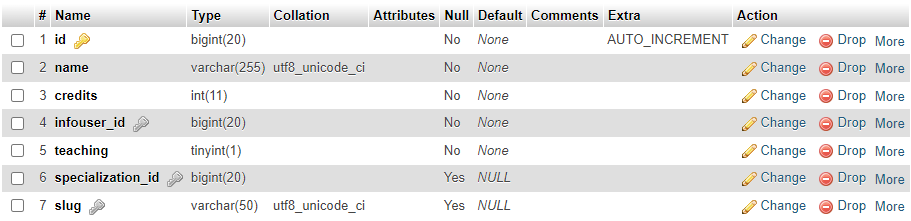 # Name Type Collation Attributes Null Default Comments Extra Action
1 id bigint(20) No None AUTO_INCREMENT Change Drop More
2 name varchar(255) utf8_unicode_ci No None Change Drop More
3 credits int(11) No None Change Drop More
4 infouser_id bigint(20) No None Change Drop More
5 teaching tinyint(1) No None Change Drop More
6 specialization_id bigint(20) Yes NULL Change Drop More
7 slug varchar(50) utf8_unicode_ci Yes NULL Change Drop More